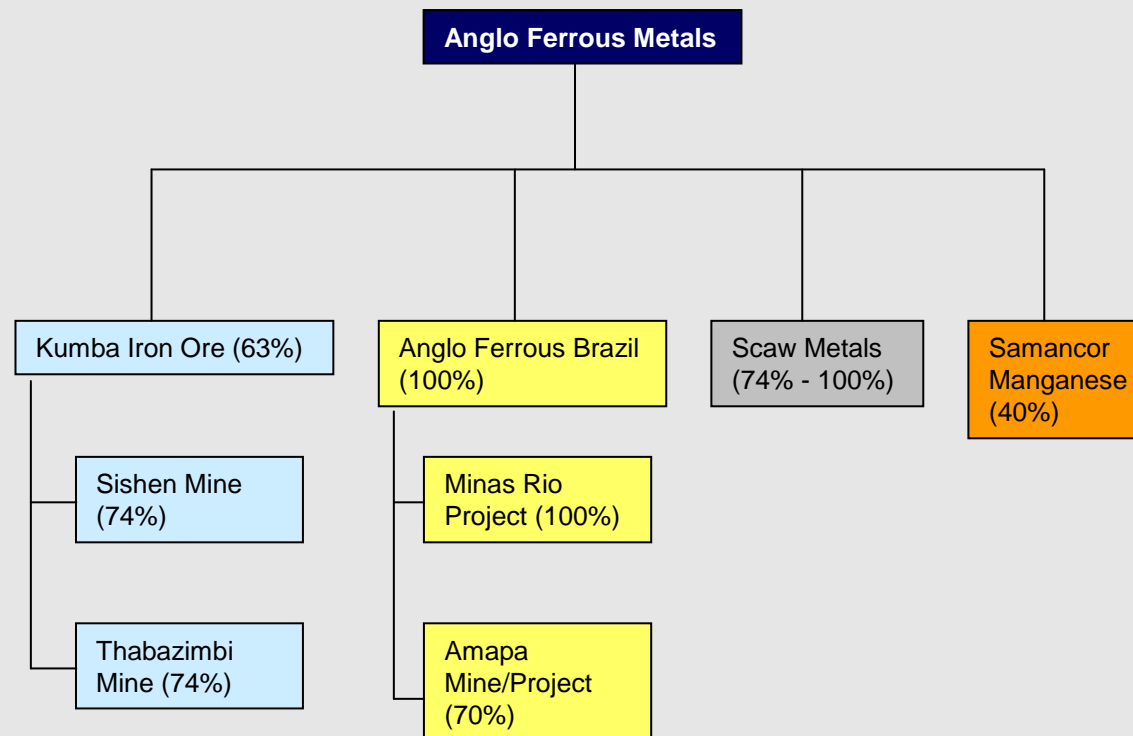 Anglo Ferrous Metals
Kumba Iron Ore (63%)
Anglo Ferrous Brazil
(100%)
Scaw Metals
(74% - 100%)
Samancor
Manganese
(40%)
Sishen Mine
(74%)
Minas Rio
Project (100%)
Thabazimbi
Mine (74%)
Amapa
Mine/Project
(70%)